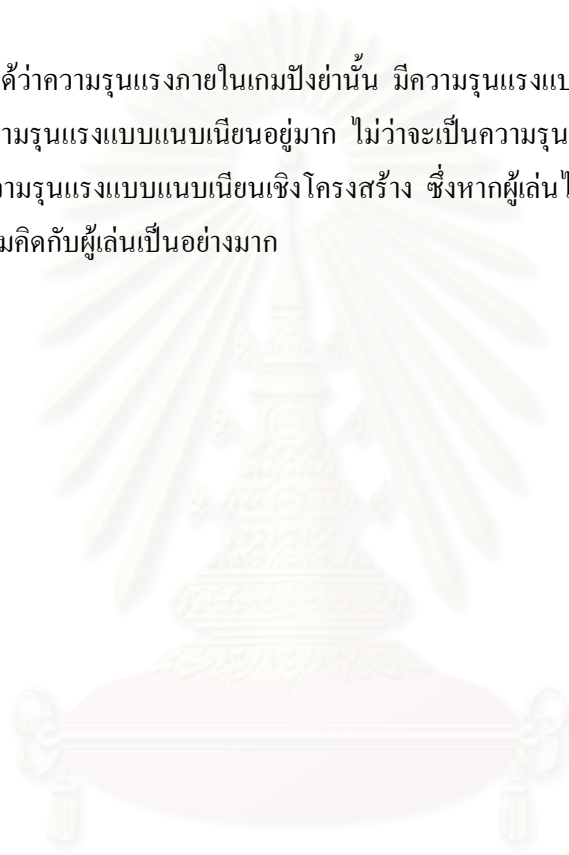 ด้ว่าความรุนแรงภายในเกมปังย่านั้น มีความรุนแรงแบ
ามรุนแรงแบบแนบเนียนอยู่มาก ไม่ว่าจะเป็นความรุน
วามรุนแรงแบบแนบเนียนเชิงโครงสร้าง ซึ่งหากผู้เล่นไ
มคิดกับผู้เล่นเป็นอย่างมาก